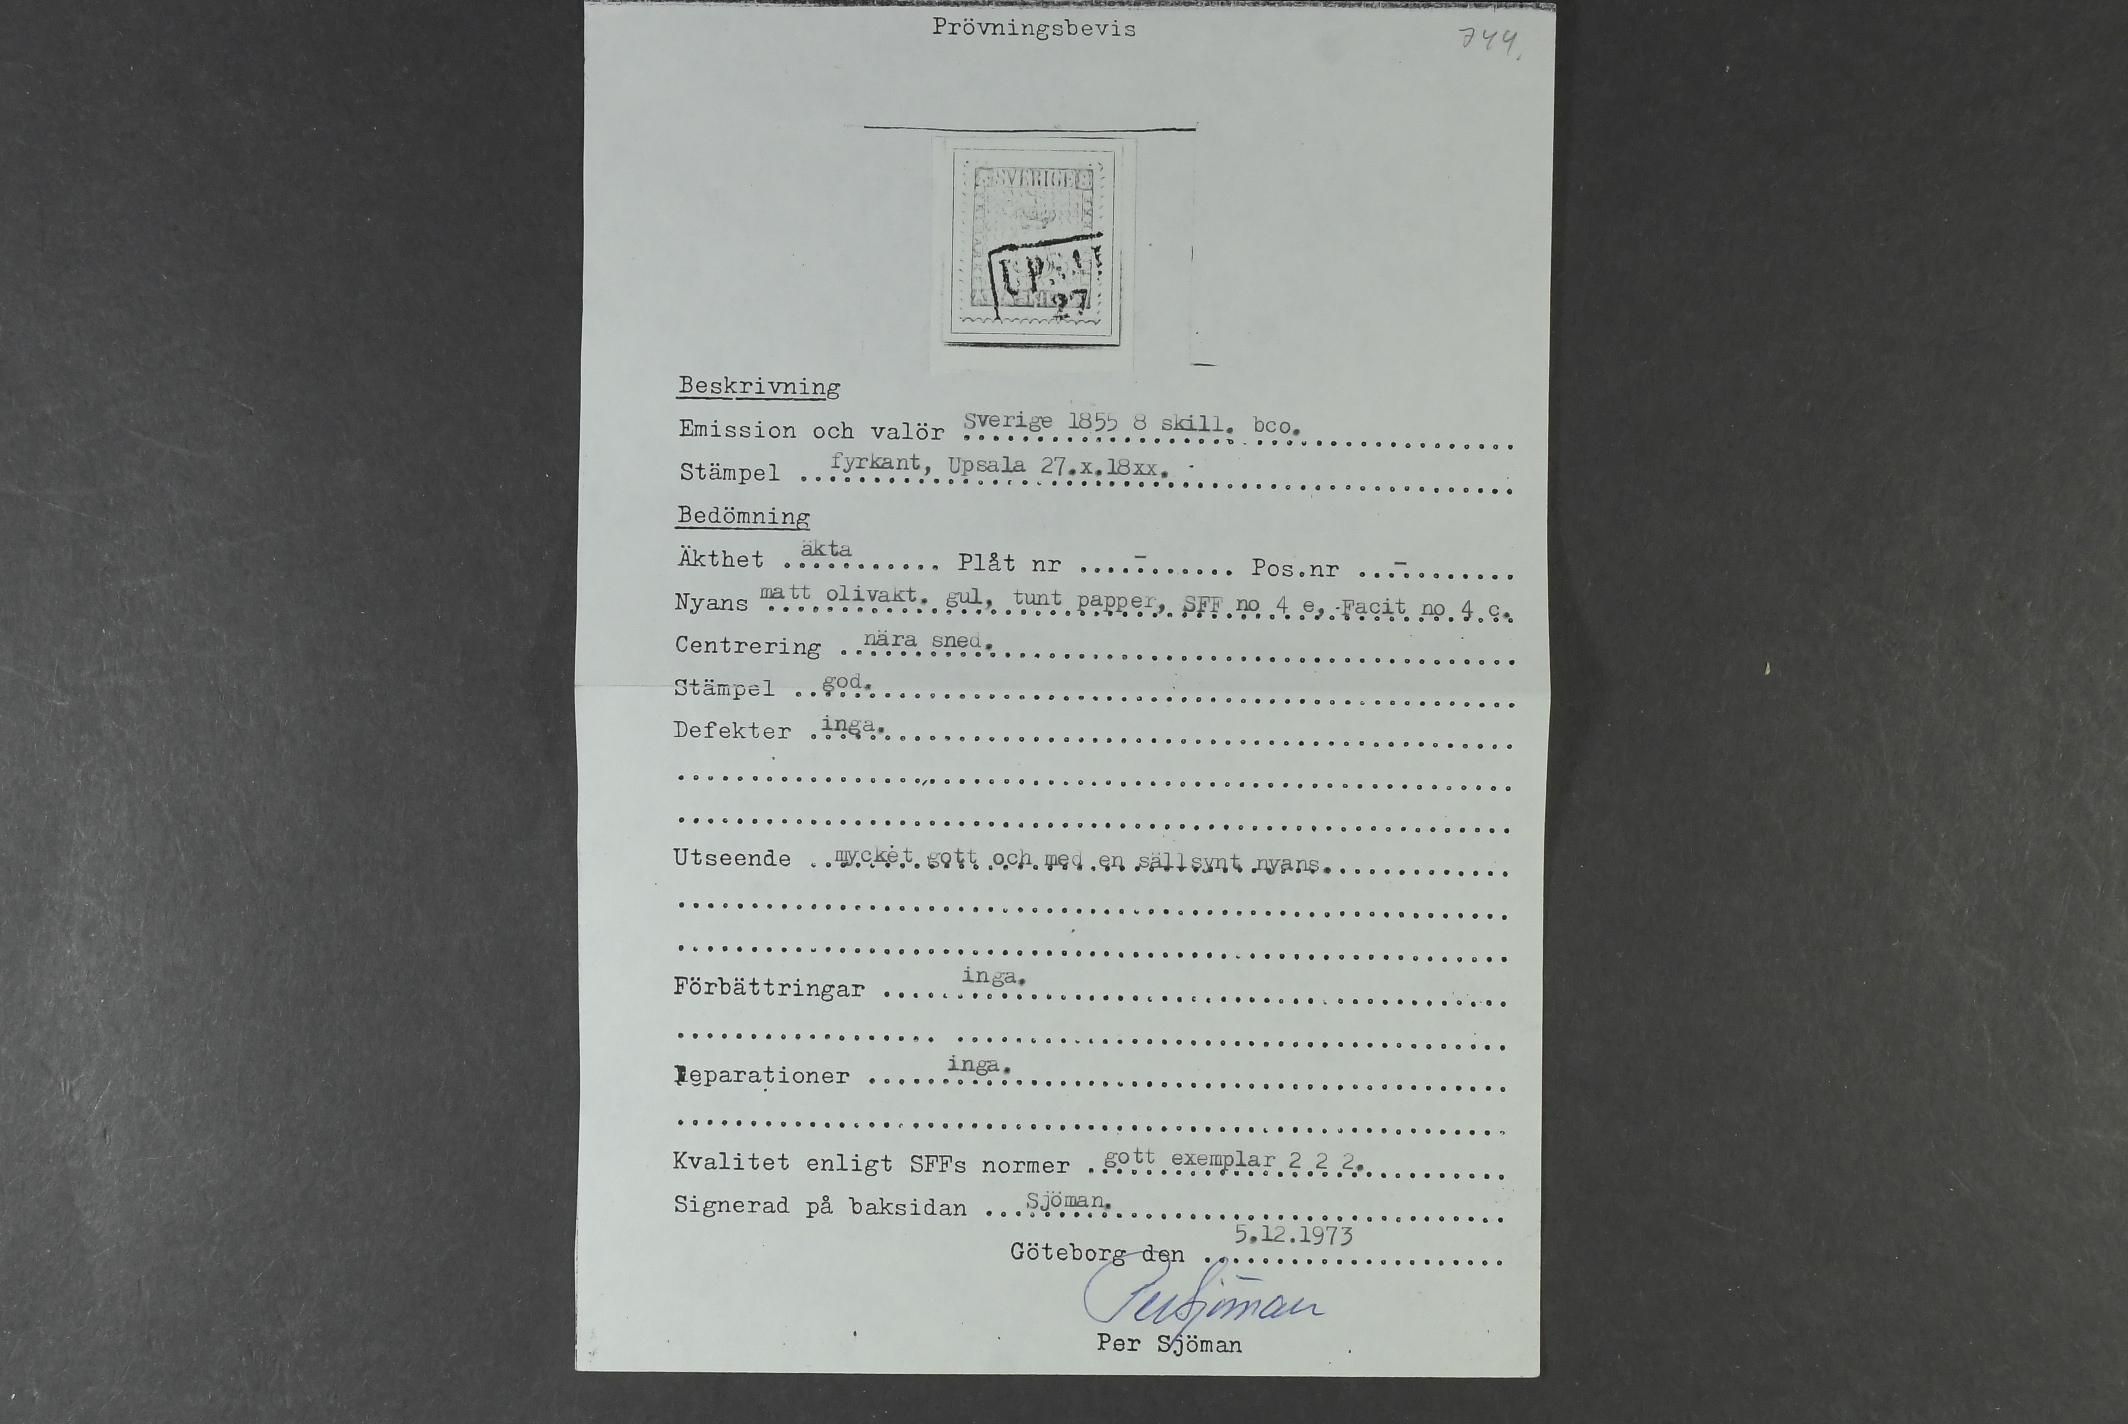 Prövningsbevis
744.
SVERIGE
27
Beskrivning
Emission och valör Sverige 1855 8 skill. bco.
Stämpel fyrkant, Upsala 27.x.18xx.
Bedömning
Äkthet äkta Plåt nr - Pos.nr -
Nyans matt olivakt. gul, tunt papper, SFF no 4 e, Facit no 4 c.
Centrering nära sned.
Stämpel god.
Defekter inga.
Utseende mycket gott och med en sällsynt nyans.
Förbättringar inga.
Reparationer inga.
Kvalitet enligt SFFs normer gott exemplar 2 2 2.
Signerad på baksidan Sjöman.
Göteborg den 5.12.1973
Per Sjöman
Per Sjöman